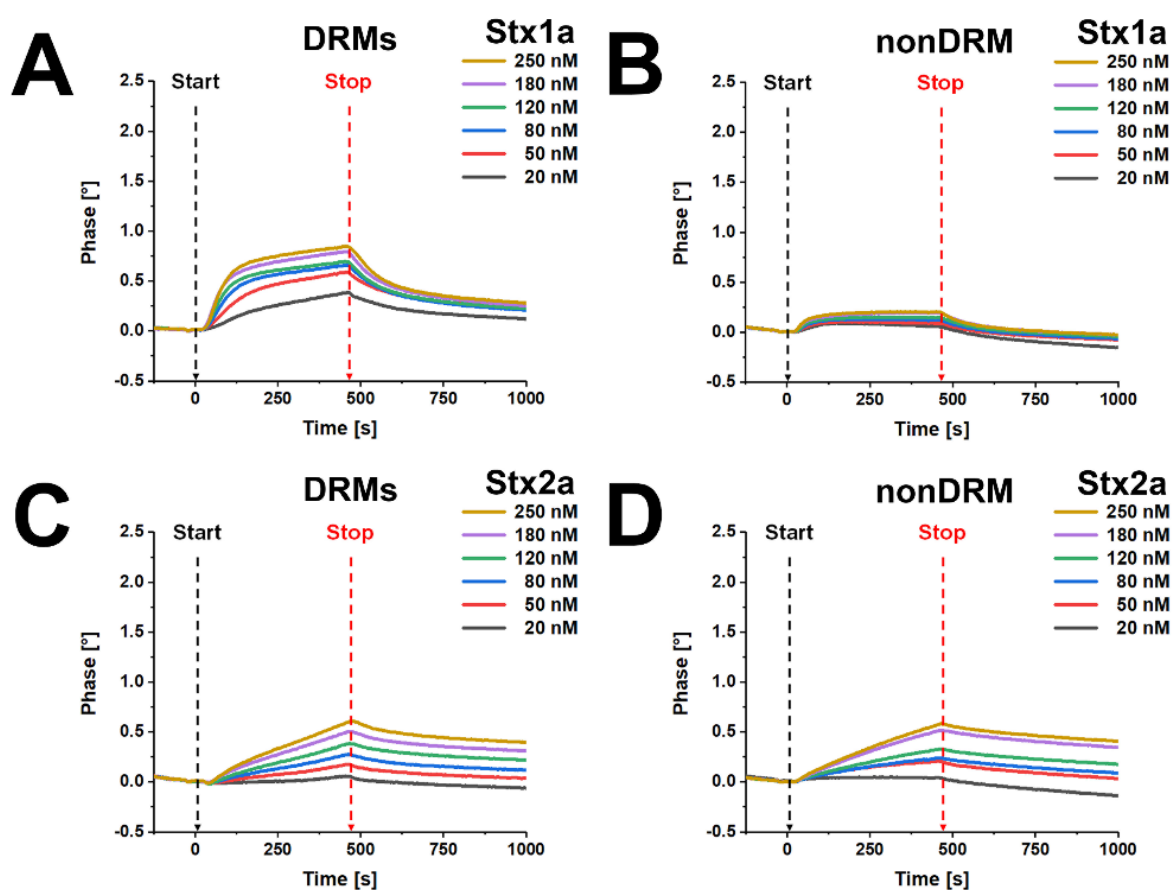 A
DRMs
Stx1a
250 nM
180 nM
120 nM
80 nM
50 nM
20 nM
Start
Stop
2.5
2.0
1.5
1.0
0.5
0.0
-0.5
Phase [°]
0
250
500
750
1000
Time [s]
B
nonDRM
Stx1a
250 nM
180 nM
120 nM
80 nM
50 nM
20 nM
Start
Stop
2.5
2.0
1.5
1.0
0.5
0.0
-0.5
Phase [°]
0
250
500
750
1000
Time [s]
C
DRMs
Stx2a
250 nM
180 nM
120 nM
80 nM
50 nM
20 nM
Start
Stop
2.5
2.0
1.5
1.0
0.5
0.0
-0.5
Phase [°]
0
250
500
750
1000
Time [s]
D
nonDRM
Stx2a
250 nM
180 nM
120 nM
80 nM
50 nM
20 nM
Start
Stop
2.5
2.0
1.5
1.0
0.5
0.0
-0.5
Phase [°]
0
250
500
750
1000
Time [s]